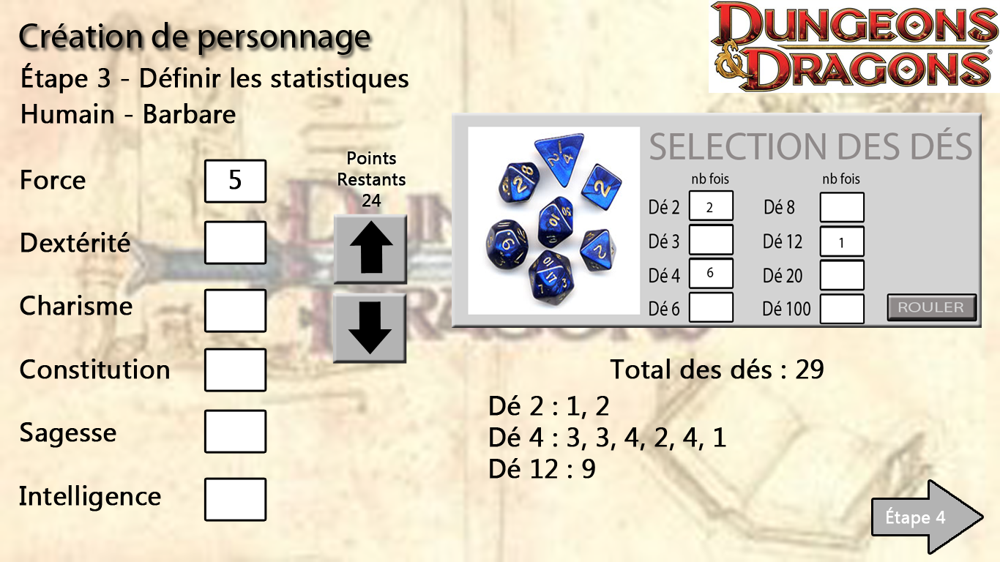 Création de personnage
Étape 3 - Définir les statistiques
Humain - Barbare
DUNGEONS
& DRAGONS®
Force 5
Dextérité
Charisme
Constitution
Sagesse
Intelligence
Points
Restants
24
SELECTION DES DÉS
nb fois nb fois
Dé 2 2 Dé 8
Dé 3 Dé 12 1
Dé 4 6 Dé 20
Dé 6 Dé 100
ROULER
Total des dés : 29
Dé 2 : 1, 2
Dé 4 : 3, 3, 4, 2, 4, 1
Dé 12 : 9
Étape 4